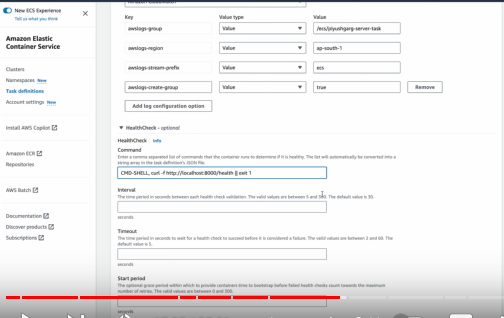 New ECS Experience
Tell us what you think
Amazon Elastic
Container Service
Clusters
Namespaces New
Task definitions
Account settings New
Install AWS Copilot
Amazon ECR
Repositories
AWS Batch
Documentation
Discover products
Subscriptions
Key Value type Value
awslogs-group Value /ecs/piyushgarg-server-task
awslogs-region Value ap-south-1
awslogs-stream-prefix Value ecs
awslogs-create-group Value true Remove
Add log configuration option
HealthCheck - optional
HealthCheck Info
Command
Enter a comma separated list of commands that the container runs to determine if it is healthy. The list will automatically be converted into a
string array in the task definition's JSON file.
CMD-SHELL, curl -f http://localhost:8000/health || exit 1
Interval
The time period in seconds between each health check validation. The valid values are between 5 and 300. The default value is 30.
seconds
Timeout
The time period in seconds to wait for a health check to succeed before it is considered a failure. The valid values are between 2 and 60. The
default value is 5.
seconds
Start period
The optional grace period within which to provide containers time to bootstrap before failed health checks count towards the maximum
number of retries. The valid values are between 0 and 300.
seconds